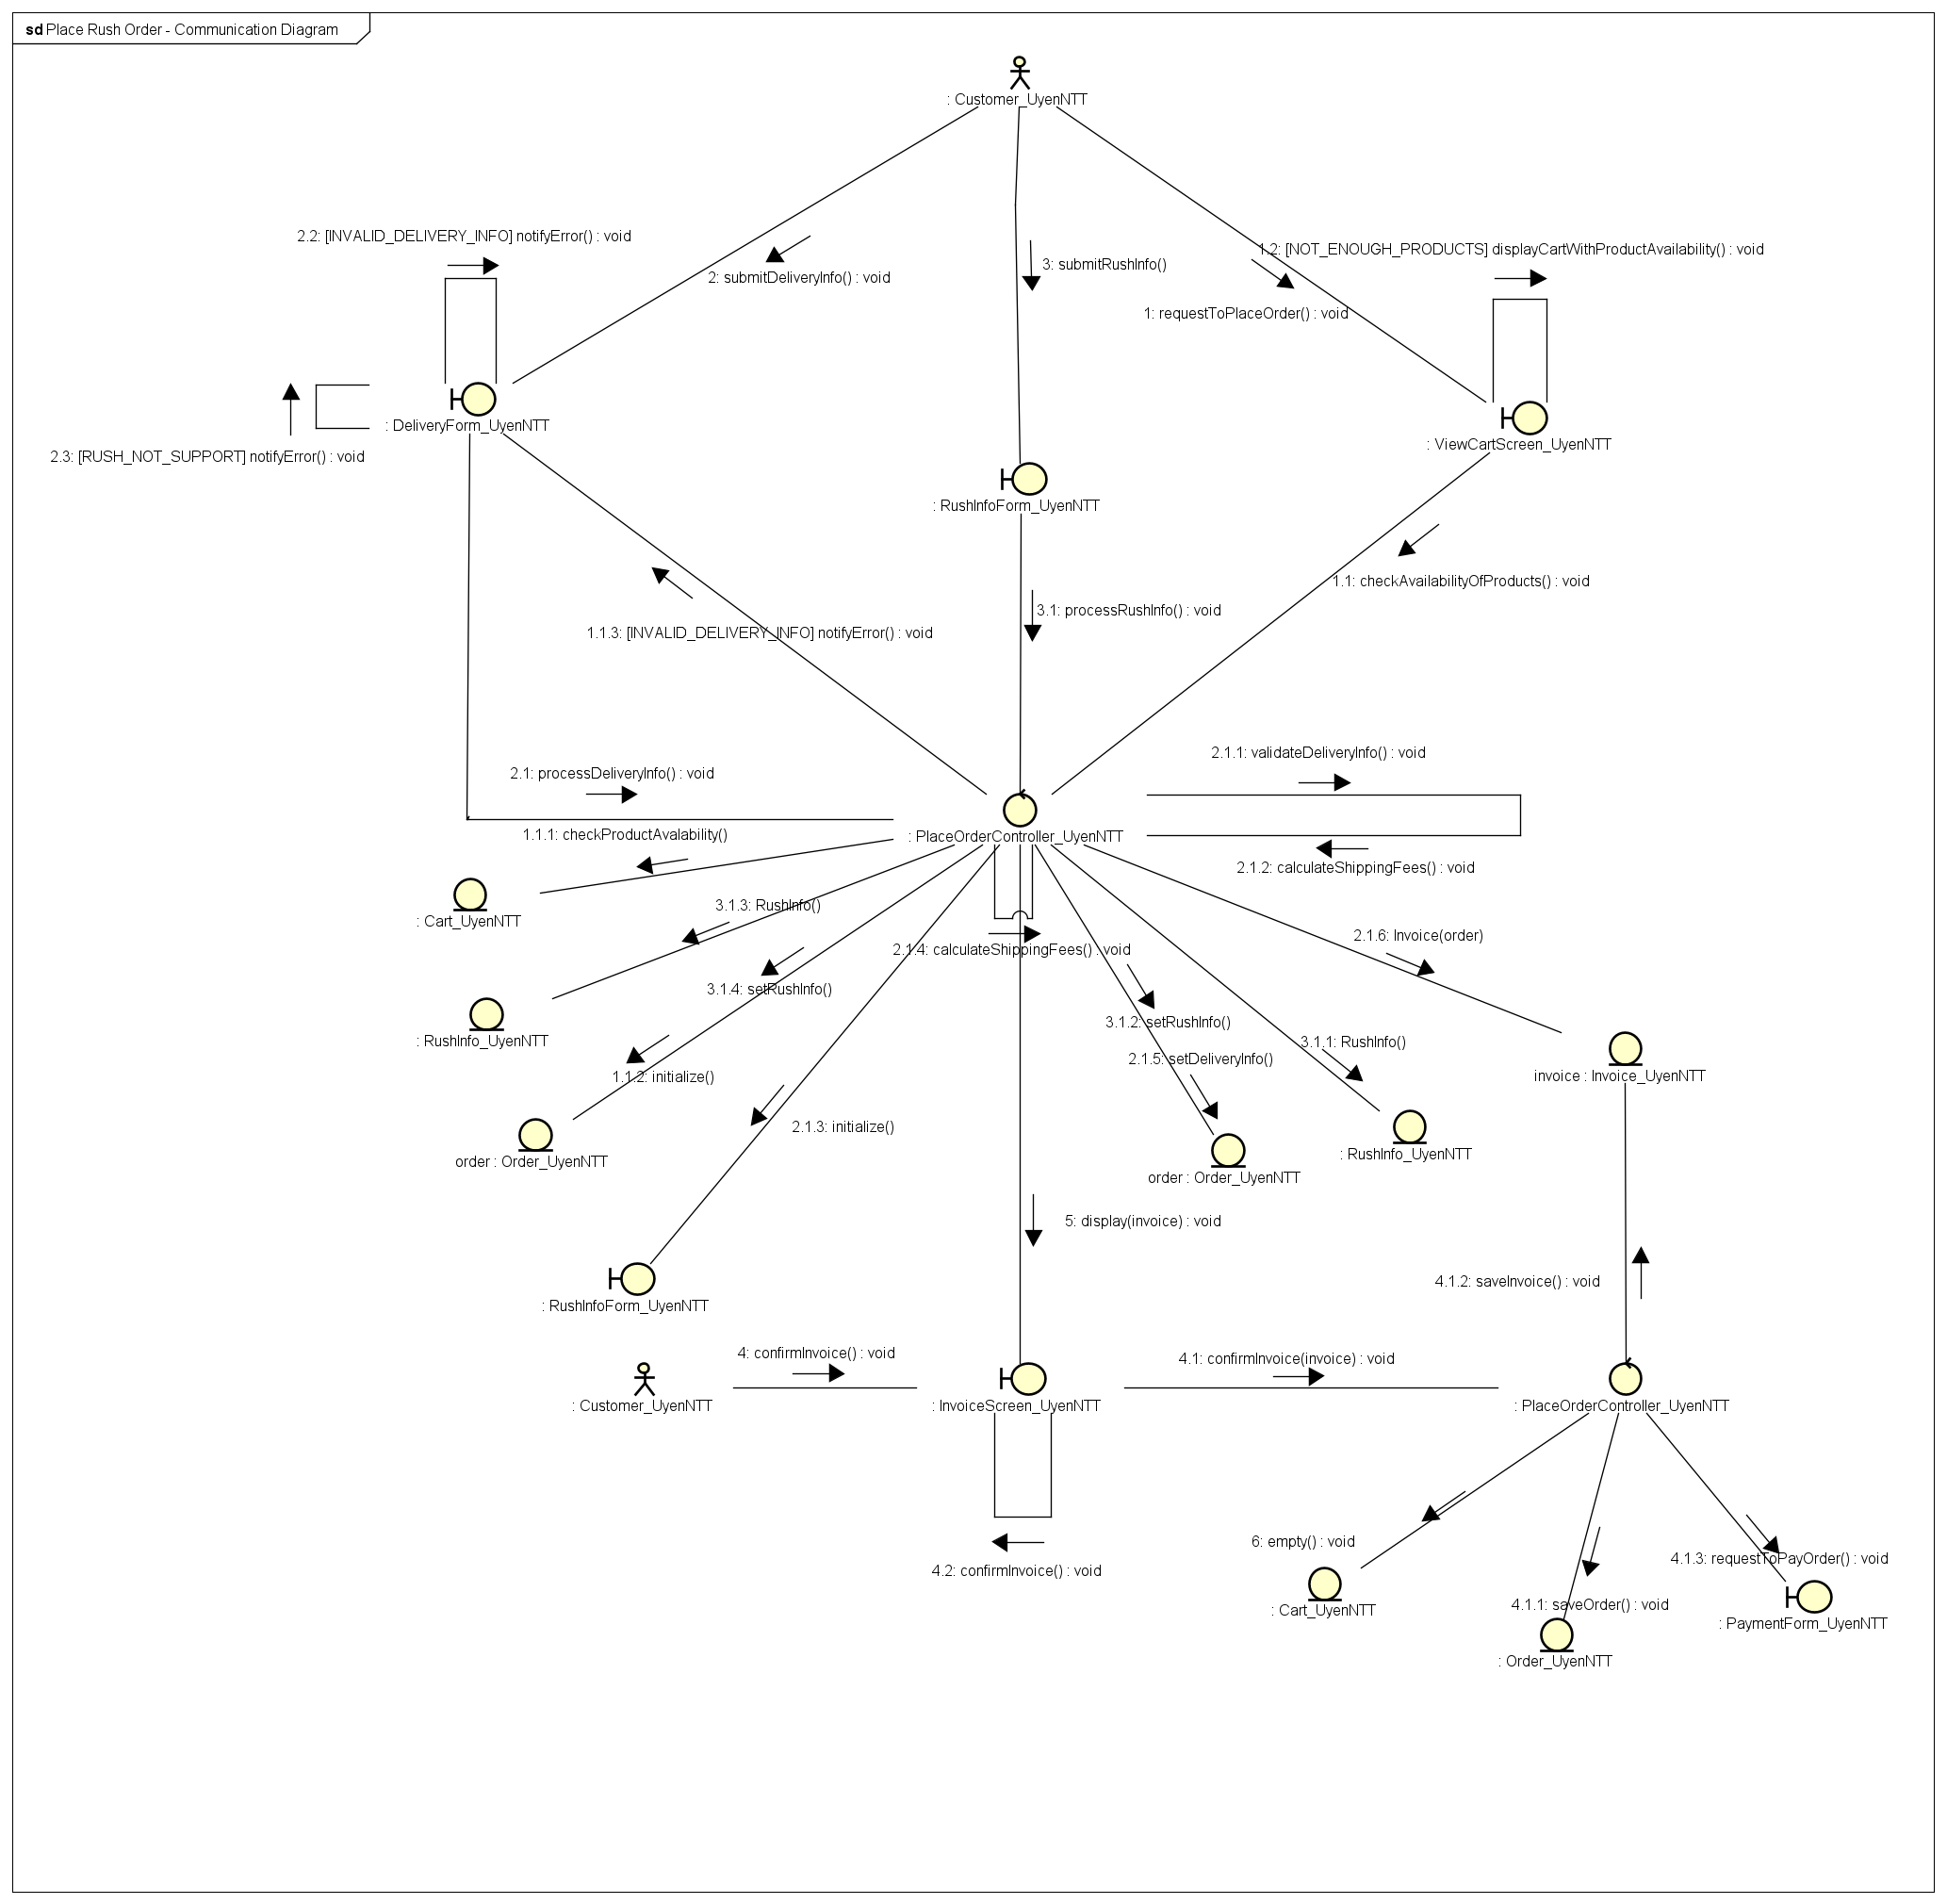 sd Place Rush Order - Communication Diagram
: Customer_UyenNTT
2.2: [INVALID_DELIVERY_INFO] notifyError() : void
1.2: [NOT_ENOUGH_PRODUCTS] displayCartWithProductAvailability() : void
3: submitRushInfo()
2: submitDeliveryInfo() : void
1: requestToPlaceOrder() : void
: DeliveryForm_UyenNTT
: ViewCartScreen_UyenNTT
2.3: [RUSH_NOT_SUPPORT] notifyError() : void
: RushInfoForm_UyenNTT
1.1: checkAvailabilityOfProducts() : void
3.1: processRushInfo() : void
1.1.3: [INVALID_DELIVERY_INFO] notifyError() : void
2.1.1: validateDeliveryInfo() : void
2.1: processDeliveryInfo() : void
1.1.1: checkProductAvalability()
: PlaceOrderController_UyenNTT
2.1.2: calculateShippingFees() : void
3.1.3: RushInfo()
: Cart_UyenNTT
2.1.6: Invoice(order)
2.1.4: calculateShippingFees() : void
3.1.4: setRushInfo()
3.1.2: setRushInfo()
: RushInfo_UyenNTT
3.1.1: RushInfo()
2.1.5: setDeliveryInfo()
1.1.2: initialize()
invoice : Invoice_UyenNTT
2.1.3: initialize()
: RushInfo_UyenNTT
order : Order_UyenNTT
order : Order_UyenNTT
5: display(invoice) : void
4.1.2: saveInvoice() : void
: RushInfoForm_UyenNTT
4: confirmInvoice() : void
4.1: confirmInvoice(invoice) : void
: Customer_UyenNTT
: InvoiceScreen_UyenNTT
: PlaceOrderController_UyenNTT
6: empty() : void
4.1.3: requestToPayOrder() : void
4.2: confirmInvoice() : void
4.1.1: saveOrder() : void
: Cart_UyenNTT
: PaymentForm_UyenNTT
: Order_UyenNTT